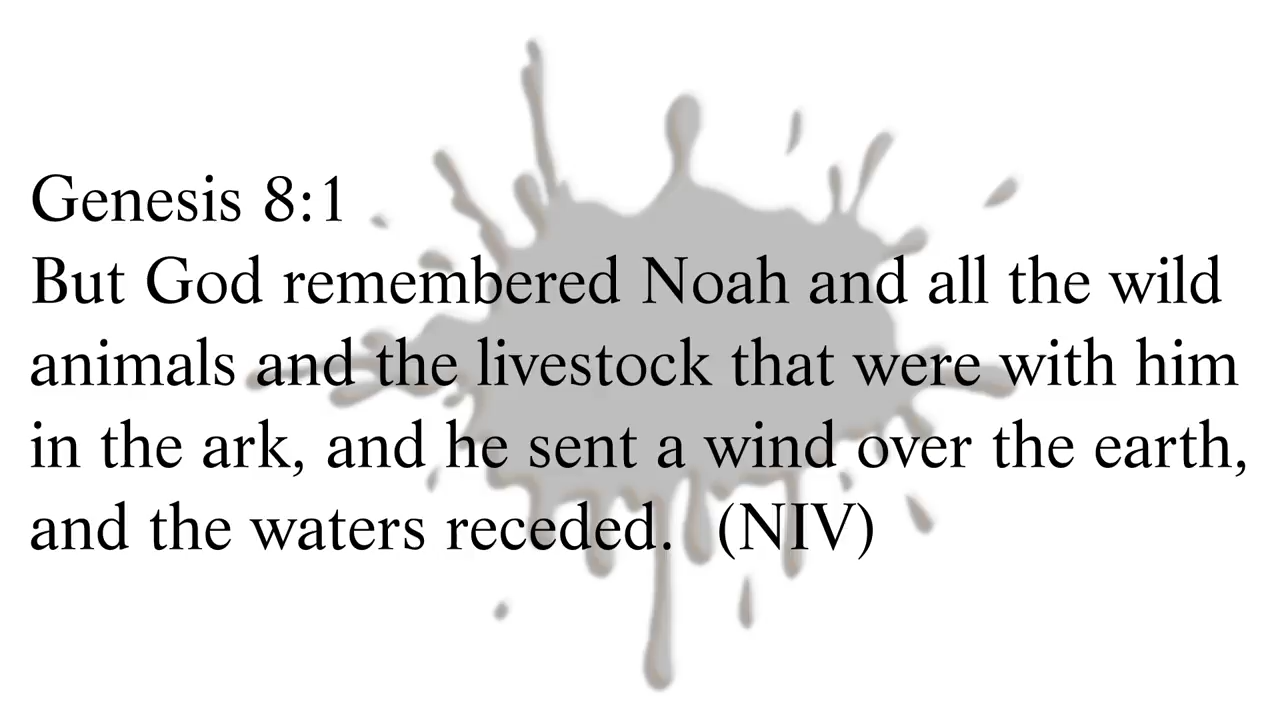 Genesis 8:1
But God remembered Noah and all the wild
animals and the livestock that were with him
in the ark, and he sent a wind over the earth,
and the waters receded.  (NIV)